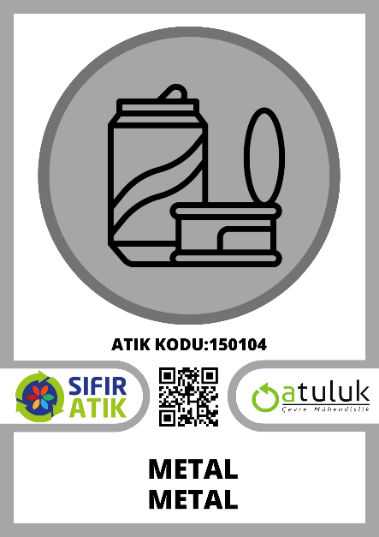 ATIK KODU:150104
SIFIR
ATIK
atuluk
Çevre Mühendislik
METAL
METAL